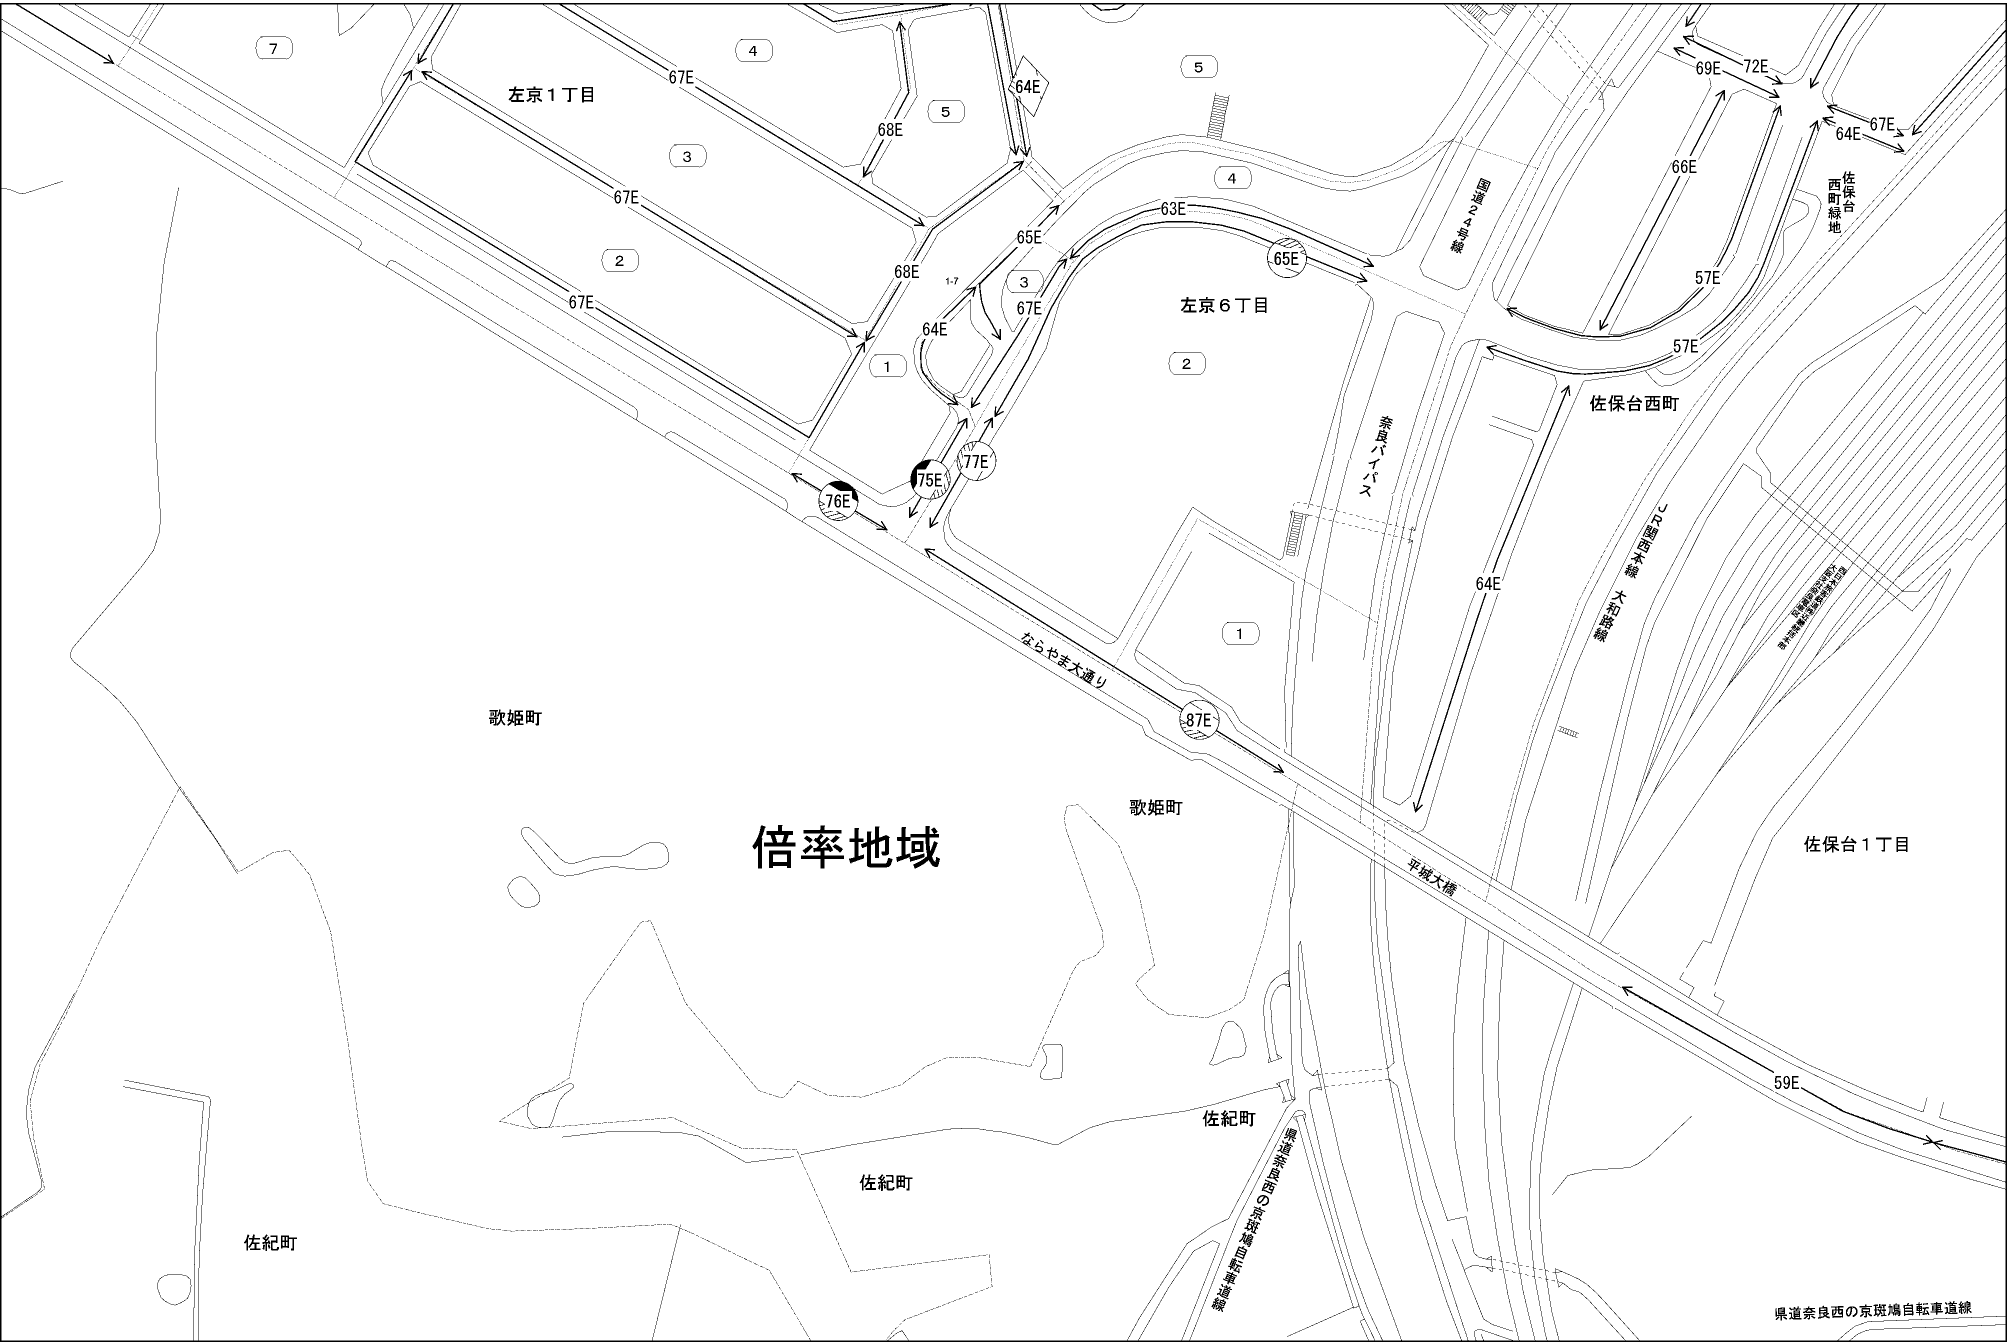 7
4
67E
左京１丁目
64E
5
5
69E
72E
68E
67E
64E
3
66E
4
67E
佐保台
西町緑地
国道２４号線
63E
65E
65E
2
68E
1-7
3
57E
67E
67E
左京６丁目
64E
57E
1
2
佐保台西町
奈良バイパス
77E
75E
76E
ＪＲ関西本線　大和路線
64E
1
ならやま大通り
87E
歌姫町
歌姫町
倍率地域
佐保台１丁目
平城大橋
59E
佐紀町
佐紀町
佐紀町
県道奈良西の京斑鳩自転車道線
県道奈良西の京斑鳩自転車道線